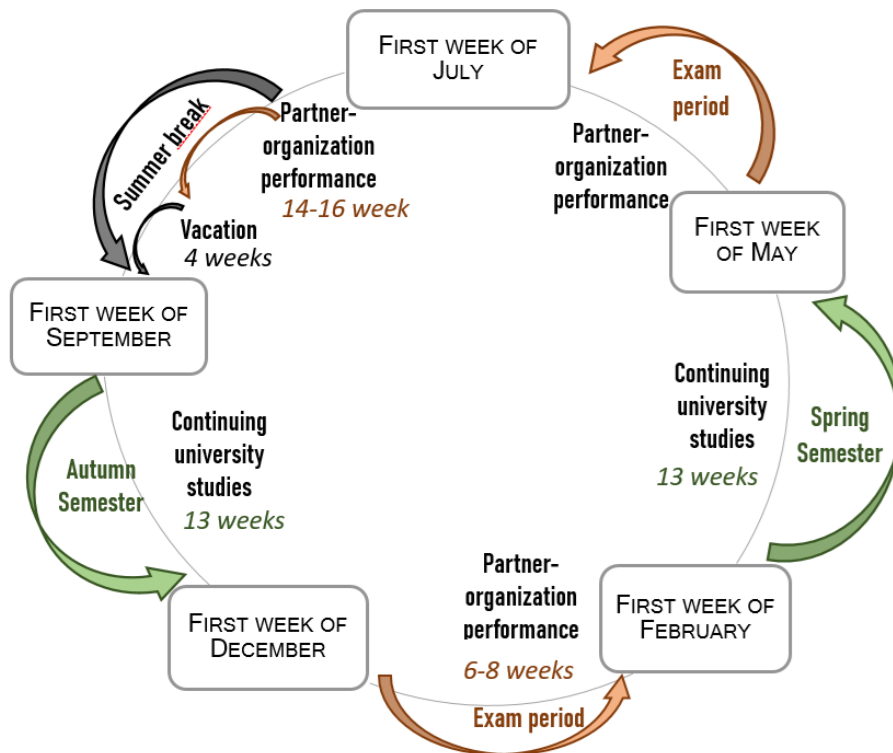 FIRST WEEK OF
JULY
Exam
period
Summer break
Partner-
organization
performance
14-16 week
Partner-
organization
performance
Vacation
4 weeks
FIRST WEEK
OF MAY
FIRST WEEK OF
SEPTEMBER
Continuing
university
studies
13 weeks
Spring
Semester
Continuing
university
studies
13 weeks
Autumn
Semester
Partner-
organization
performance
6-8 weeks
FIRST WEEK OF
DECEMBER
FIRST WEEK OF
FEBRUARY
Exam period